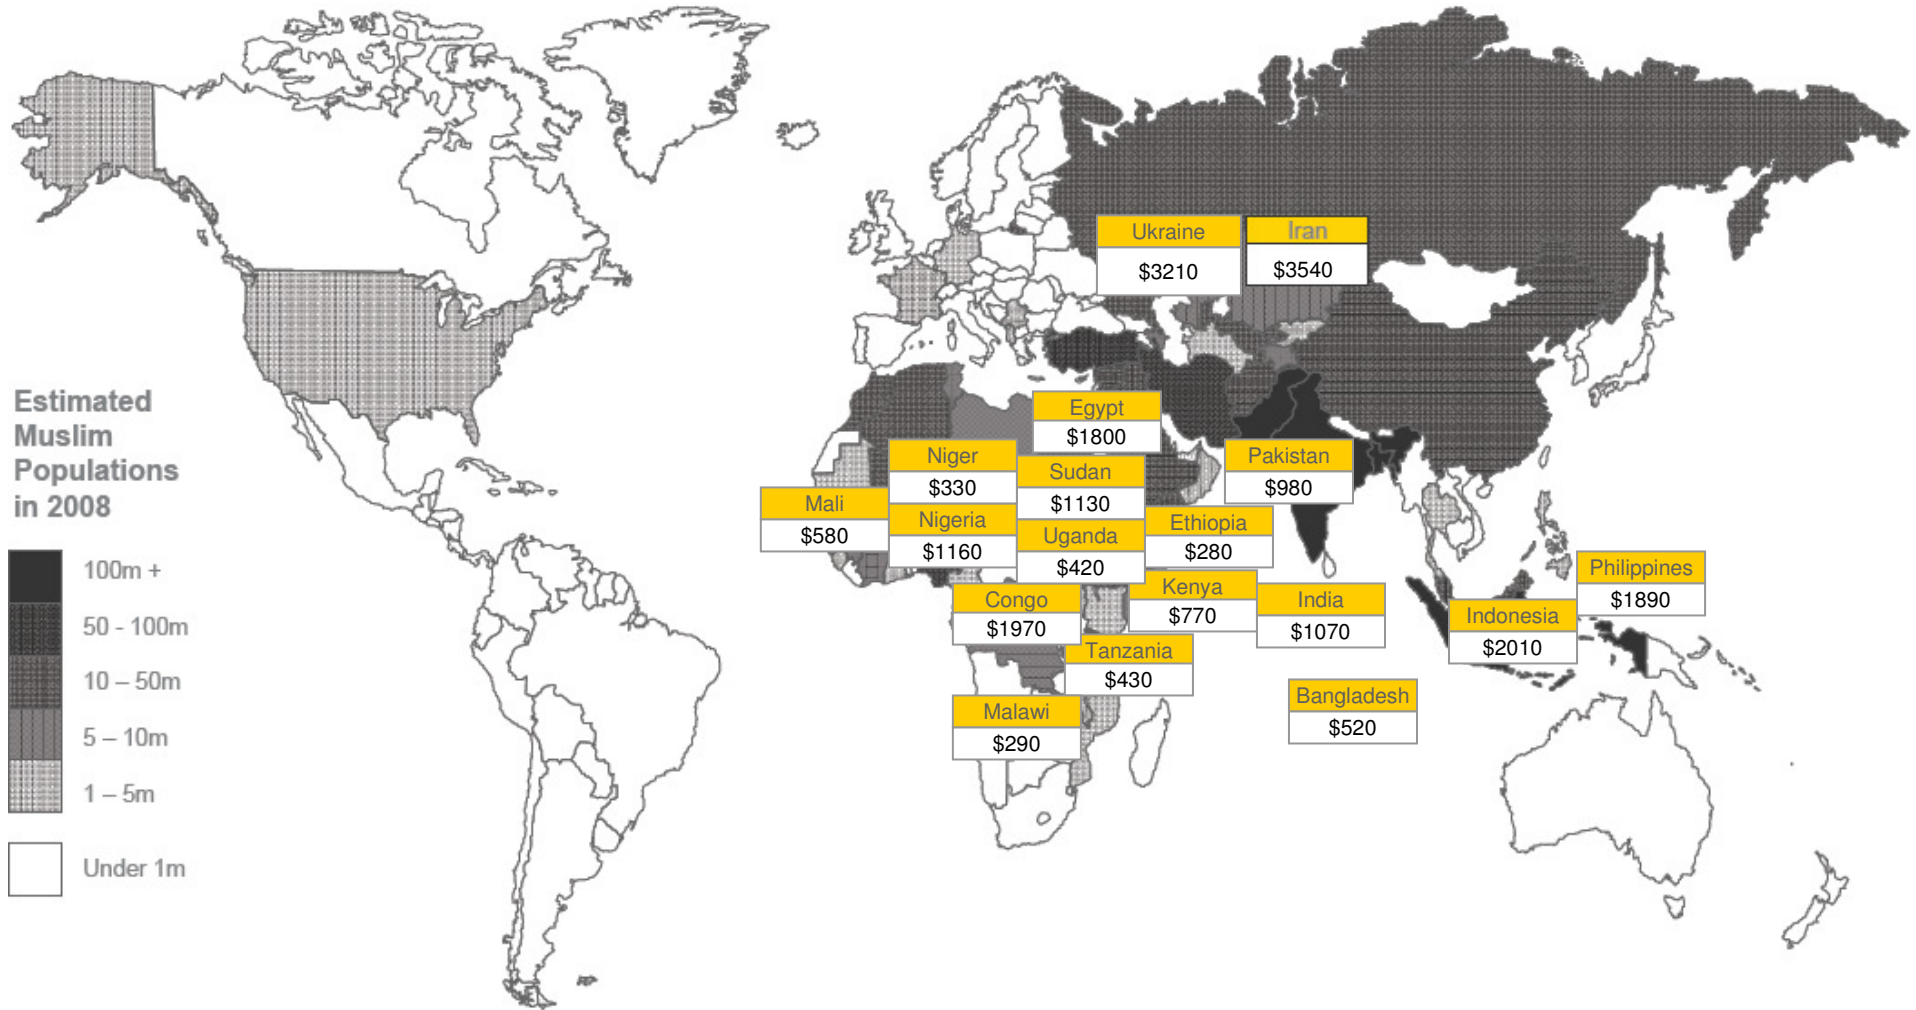 Estimated
Muslim
Populations
in 2008
100m +
50 - 100m
10 – 50m
5 – 10m
1 – 5m
Under 1m
Ukraine
$3210
Iran
$3540
Egypt
$1800
Niger
$330
Sudan
$1130
Pakistan
$980
Mali
$580
Nigeria
$1160
Uganda
$420
Ethiopia
$280
Congo
$1970
Kenya
$770
India
$1070
Philippines
$1890
Indonesia
$2010
Tanzania
$430
Malawi
$290
Bangladesh
$520